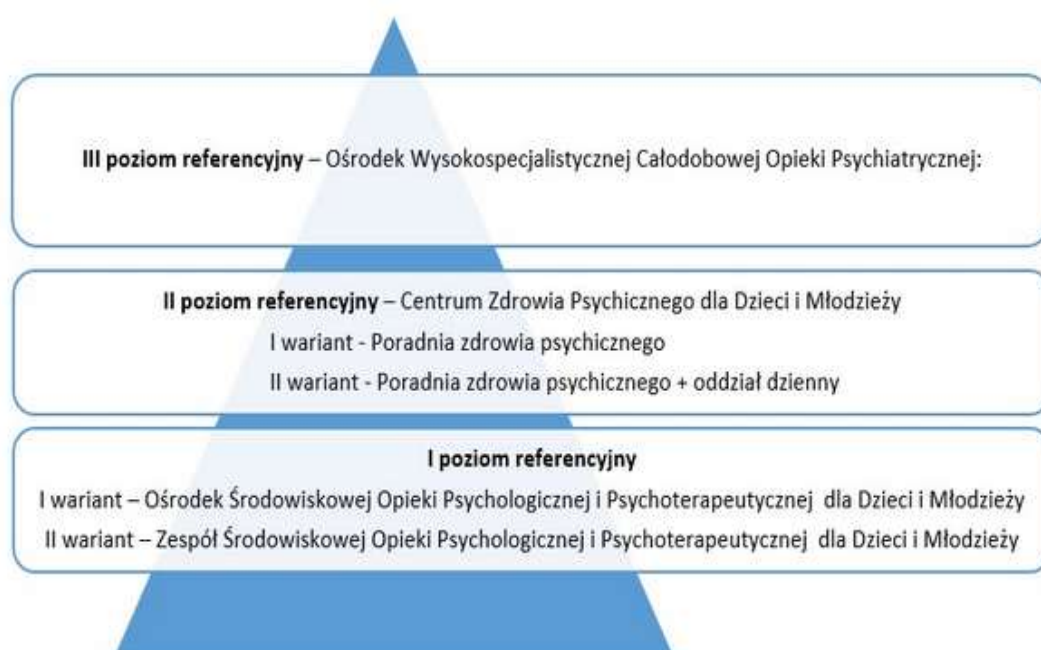 III poziom referencyjny – Ośrodek Wysokospecjalistycznej Całodobowej Opieki Psychiatrycznej:
II poziom referencyjny – Centrum Zdrowia Psychicznego dla Dzieci i Młodzieży
I wariant - Poradnia zdrowia psychicznego
II wariant - Poradnia zdrowia psychicznego + oddział dzienny
I poziom referencyjny
I wariant – Ośrodek Środowiskowej Opieki Psychologicznej i Psychoterapeutycznej dla Dzieci i Młodzieży
II wariant – Zespół Środowiskowej Opieki Psychologicznej i Psychoterapeutycznej dla Dzieci i Młodzieży